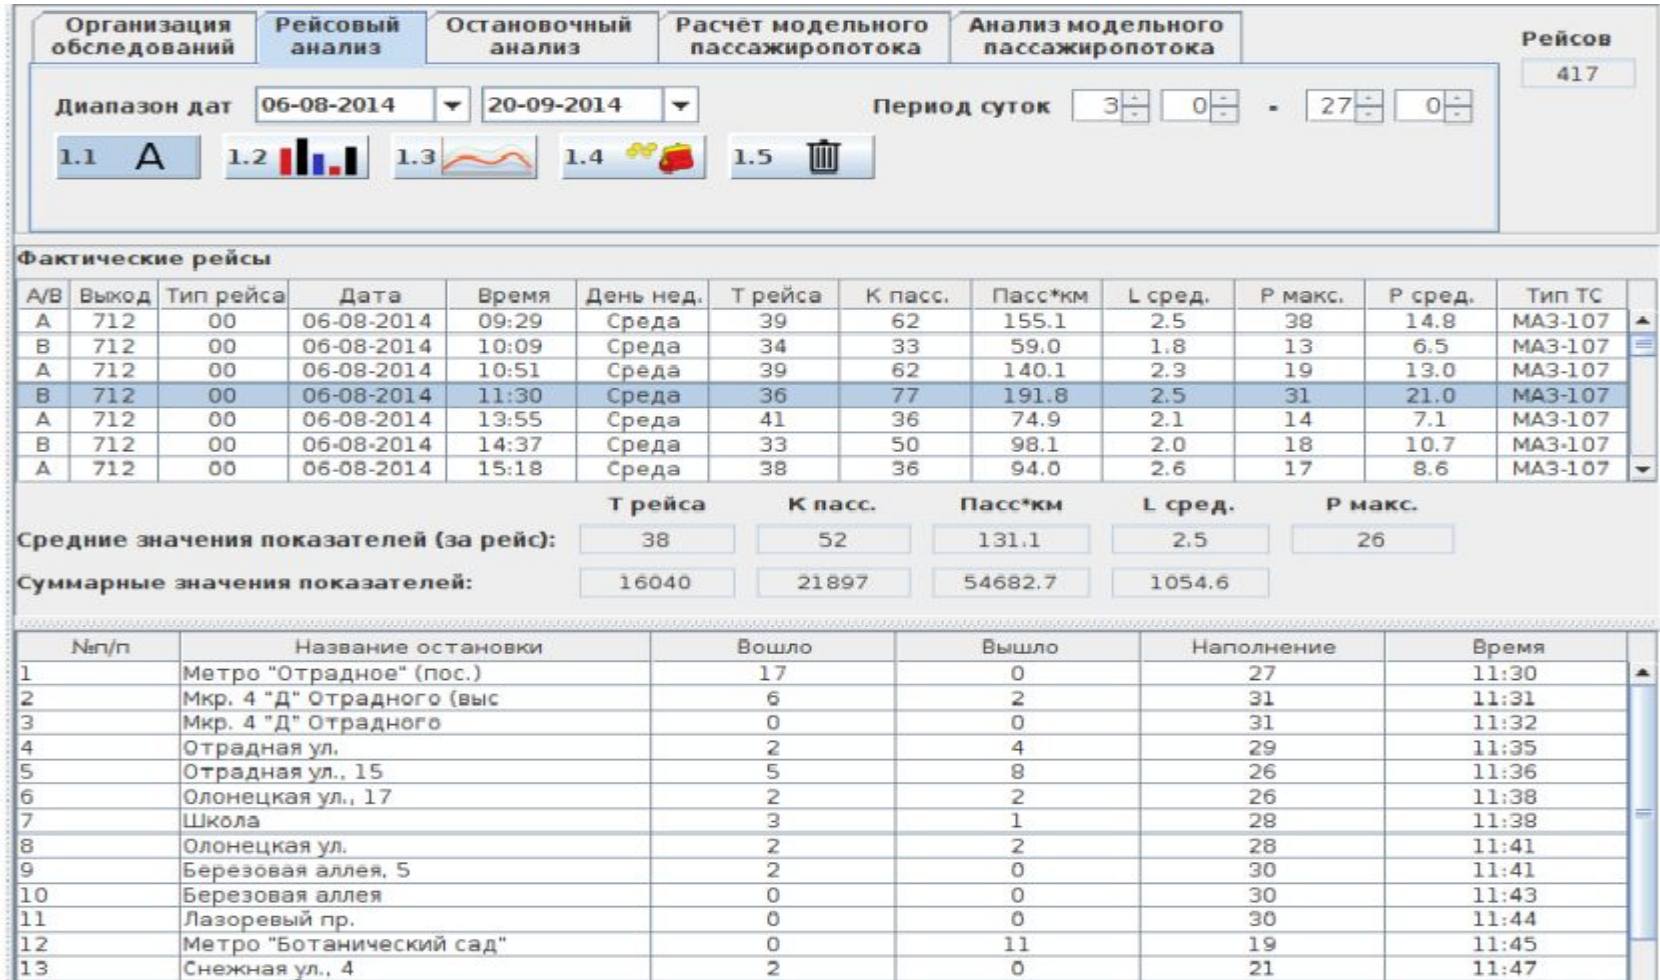 Организация обследований
Рейсовый анализ
Остановочный анализ
Расчёт модельного пассажиропотока
Анализ модельного пассажиропотока
Рейсов
417
Диапазон дат 06-08-2014 20-09-2014 Период суток 3 0 - 27 0
1.1 A 1.2 1.3 1.4 1.5
Фактические рейсы
А/В Выход Тип рейса Дата Время День нед. Т рейса К пасс. Пасс*км L сред. Р макс. Р сред. Тип ТС
А 712 00 06-08-2014 09:29 Среда 39 62 155.1 2.5 38 14.8 МАЗ-107
В 712 00 06-08-2014 10:09 Среда 34 33 59.0 1.8 13 6.5 МАЗ-107
А 712 00 06-08-2014 10:51 Среда 39 62 140.1 2.3 19 13.0 МАЗ-107
В 712 00 06-08-2014 11:30 Среда 36 77 191.8 2.5 31 21.0 МАЗ-107
А 712 00 06-08-2014 13:55 Среда 41 36 74.9 2.1 14 7.1 МАЗ-107
В 712 00 06-08-2014 14:37 Среда 33 50 98.1 2.0 18 10.7 МАЗ-107
А 712 00 06-08-2014 15:18 Среда 38 36 94.0 2.6 17 8.6 МАЗ-107
Т рейса К пасс. Пасс*км L сред. Р макс.
Средние значения показателей (за рейс): 38 52 131.1 2.5 26
Суммарные значения показателей: 16040 21897 54682.7 1054.6
№п/п Название остановки Вошло Вышло Наполнение Время
1 Метро "Отрадное" (пос.) 17 0 27 11:30
2 Мкр. 4 "Д" Отрадного (выс 6 2 31 11:31
3 Мкр. 4 "Д" Отрадного 0 0 31 11:32
4 Отрадная ул. 2 4 29 11:35
5 Отрадная ул., 15 5 8 26 11:36
6 Олонецкая ул., 17 2 2 26 11:38
7 Школа 3 1 28 11:38
8 Олонецкая ул. 2 2 28 11:41
9 Березовая аллея, 5 2 0 30 11:41
10 Березовая аллея 0 0 30 11:43
11 Лазоревый пр. 0 0 30 11:44
12 Метро "Ботанический сад" 0 11 19 11:45
13 Снежная ул., 4 2 0 21 11:47